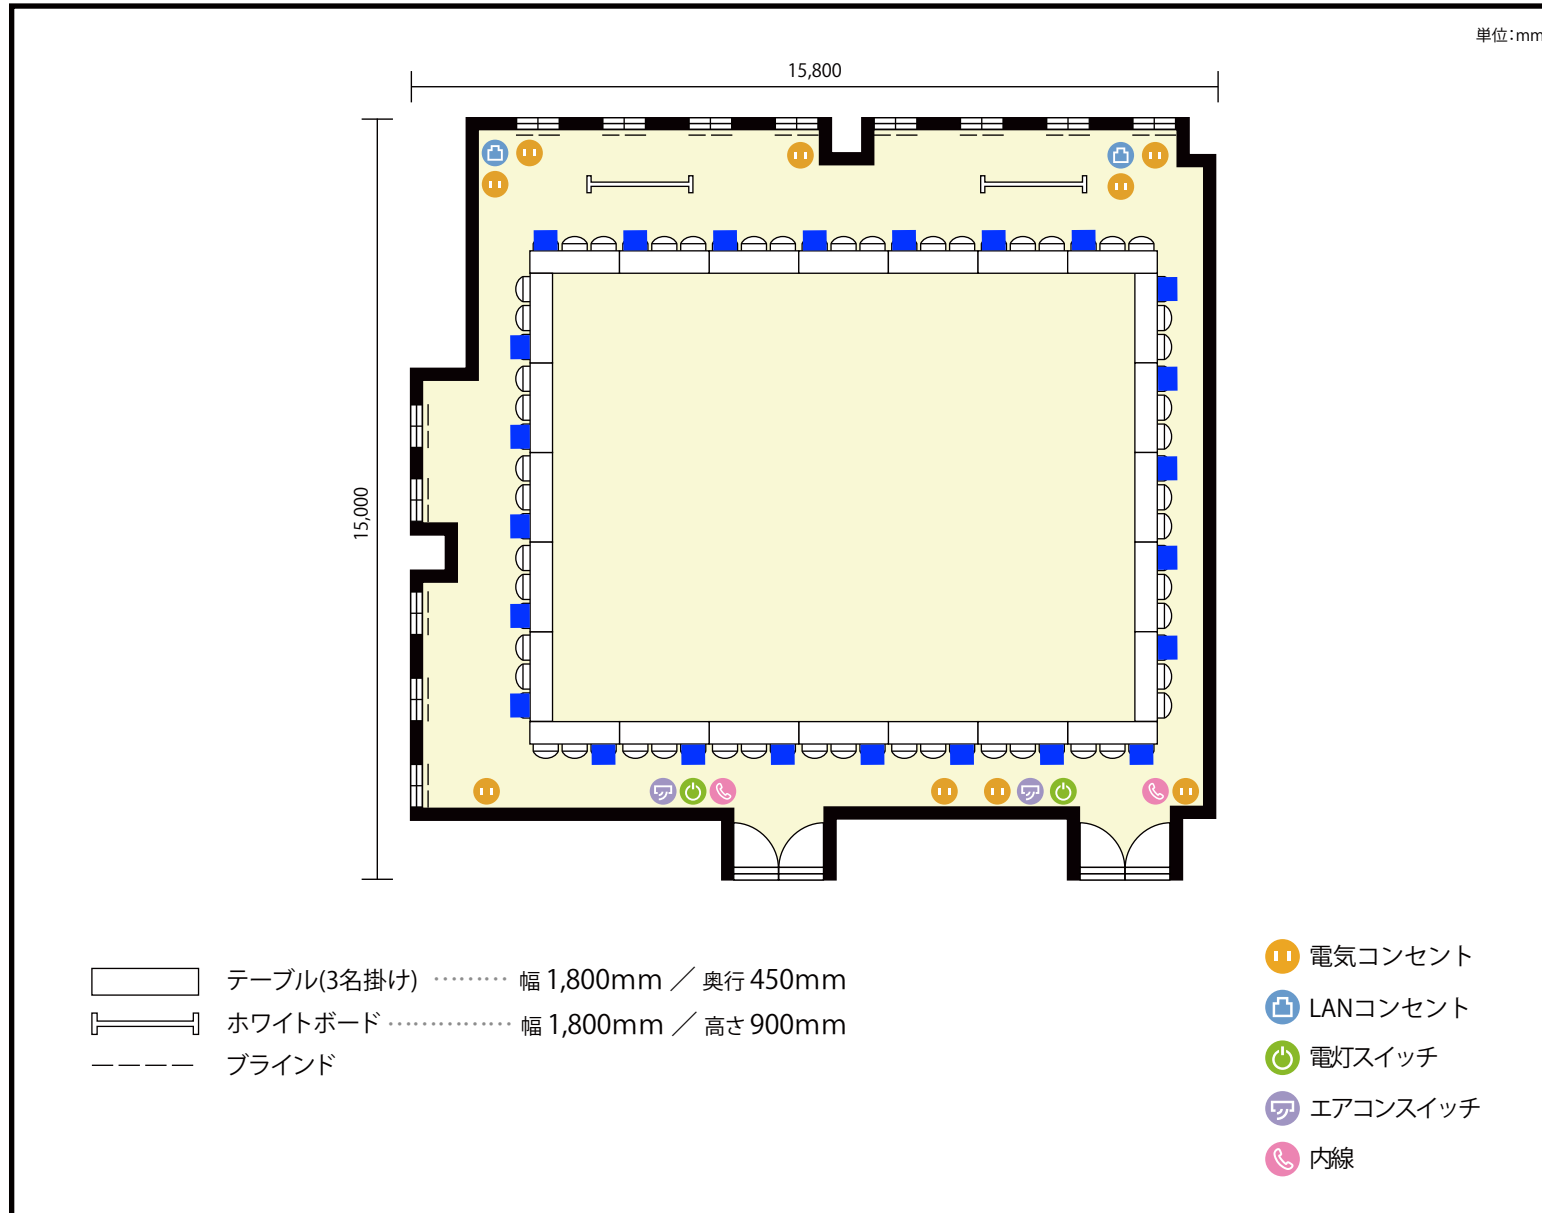 単位:mm
15,800
15,000
テーブル(3名掛け) ……… 幅 1,800mm / 奥行 450mm
ホワイトボード …………… 幅 1,800mm / 高さ 900mm
ブラインド
電気コンセント
LANコンセント
電灯スイッチ
エアコンスイッチ
内線